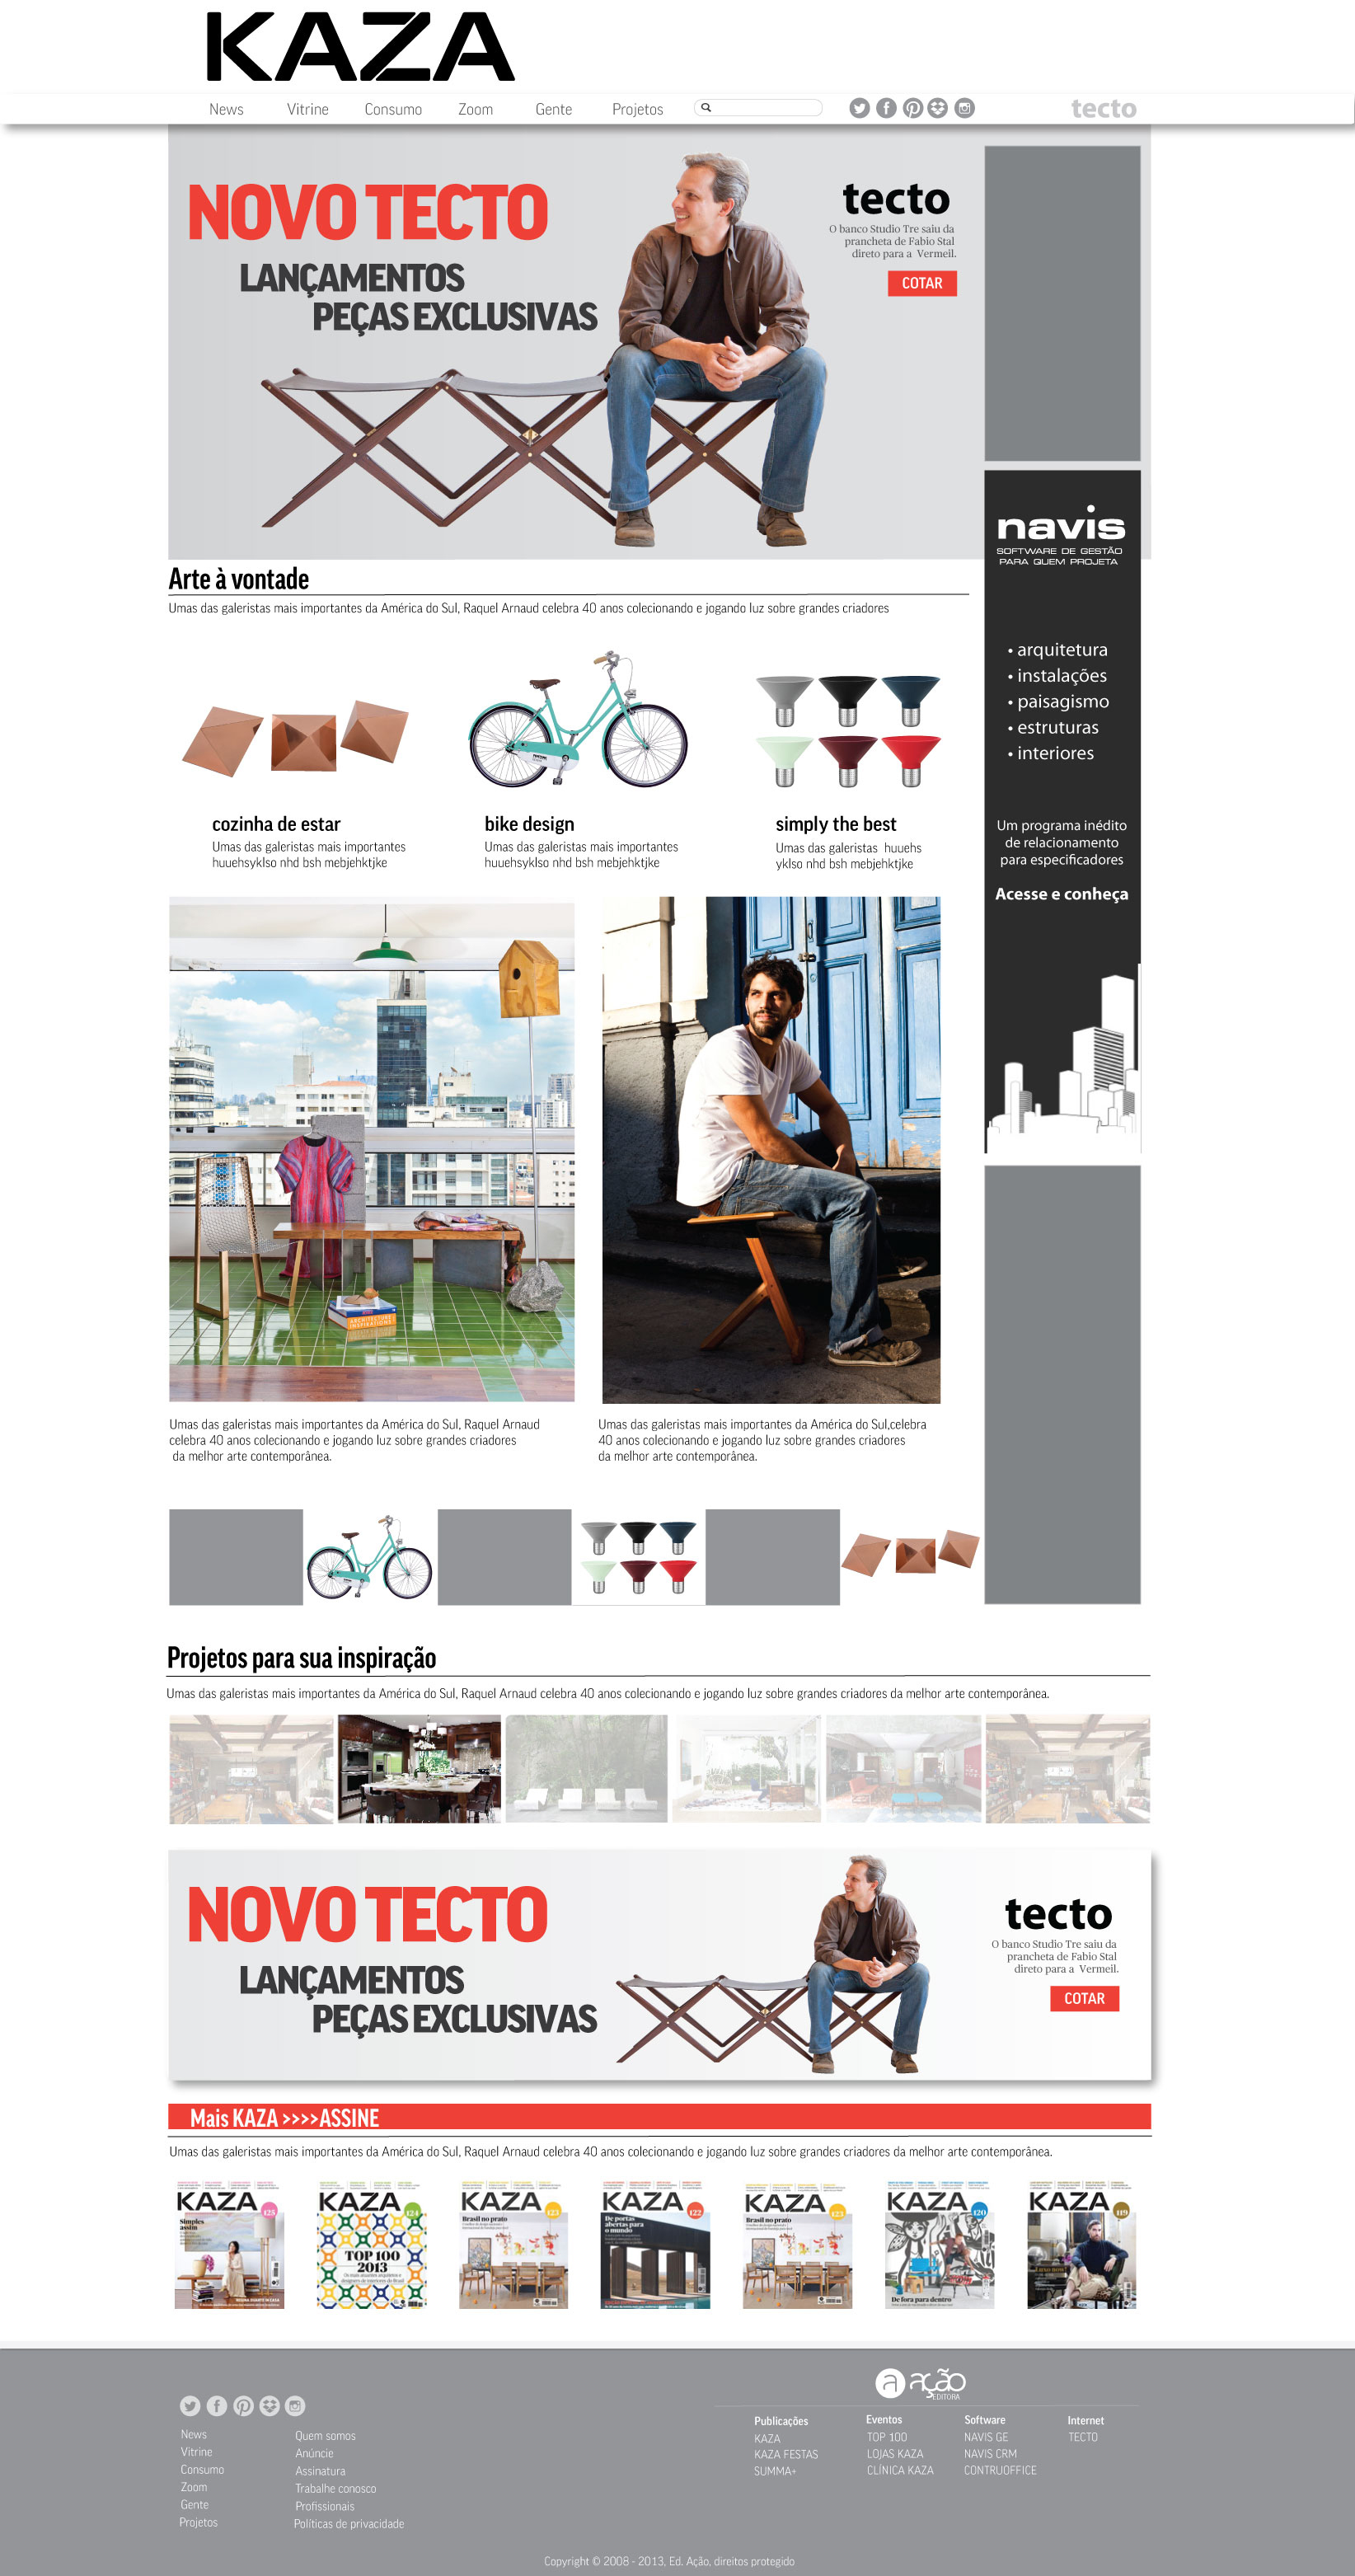 KAZA
News Vitrine Consumo Zoom Gente Projetos tecto
NOVO TECTO
LANÇAMENTOS
PEÇAS EXCLUSIVAS
tecto
O banco Studio Tre saiu da
prancheta de Fabio Stal
direto para a Vermeil.
COTAR
navis
SOFTWARE DE GESTÃO
PARA QUEM PROJETA
• arquitetura
• instalações
• paisagismo
• estruturas
• interiores
Um programa inédito
de relacionamento
para especificadores
Acesse e conheça
Arte à vontade
Umas das galeristas mais importantes da América do Sul, Raquel Arnaud celebra 40 anos colecionando e jogando luz sobre grandes criadores
cozinha de estar
Umas das galeristas mais importantes
huuehsyklso nhd bsh mebjehktjke
bike design
Umas das galeristas mais importantes
huuehsyklso nhd bsh mebjehktjke
simply the best
Umas das galeristas huuehs
yklso nhd bsh mebjehktjke
ARCHITECTURE
INSPIRATIONS
Umas das galeristas mais importantes da América do Sul, Raquel Arnaud
celebra 40 anos colecionando e jogando luz sobre grandes criadores
da melhor arte contemporânea.
Umas das galeristas mais importantes da América do Sul,celebra
40 anos colecionando e jogando luz sobre grandes criadores
da melhor arte contemporânea.
Projetos para sua inspiração
Umas das galeristas mais importantes da América do Sul, Raquel Arnaud celebra 40 anos colecionando e jogando luz sobre grandes criadores da melhor arte contemporânea.
NOVO TECTO
LANÇAMENTOS
PEÇAS EXCLUSIVAS
tecto
O banco Studio Tre saiu da
prancheta de Fabio Stal
direto para a Vermeil.
COTAR
Mais KAZA >>>>ASSINE
Umas das galeristas mais importantes da América do Sul, Raquel Arnaud celebra 40 anos colecionando e jogando luz sobre grandes criadores da melhor arte contemporânea.
KAZA
125
Simples
assim
KAZA
124
TOP 100
2013
KAZA
123
Brasil no prato
KAZA
122
De portas
abertas para
o mundo
KAZA
123
Brasil no prato
KAZA
120
De fora para dentro
KAZA
119
News
Vitrine
Consumo
Zoom
Gente
Projetos
Quem somos
Anúncie
Assinatura
Trabalhe conosco
Profissionais
Políticas de privacidade
a ação
EDITORA
Publicações
KAZA
KAZA FESTAS
SUMMA+
Eventos
TOP 100
LOJAS KAZA
CLÍNICA KAZA
Software
NAVIS GE
NAVIS CRM
CONTRUOFFICE
Internet
TECTO
Copyright © 2008 - 2013, Ed. Ação, direitos protegido